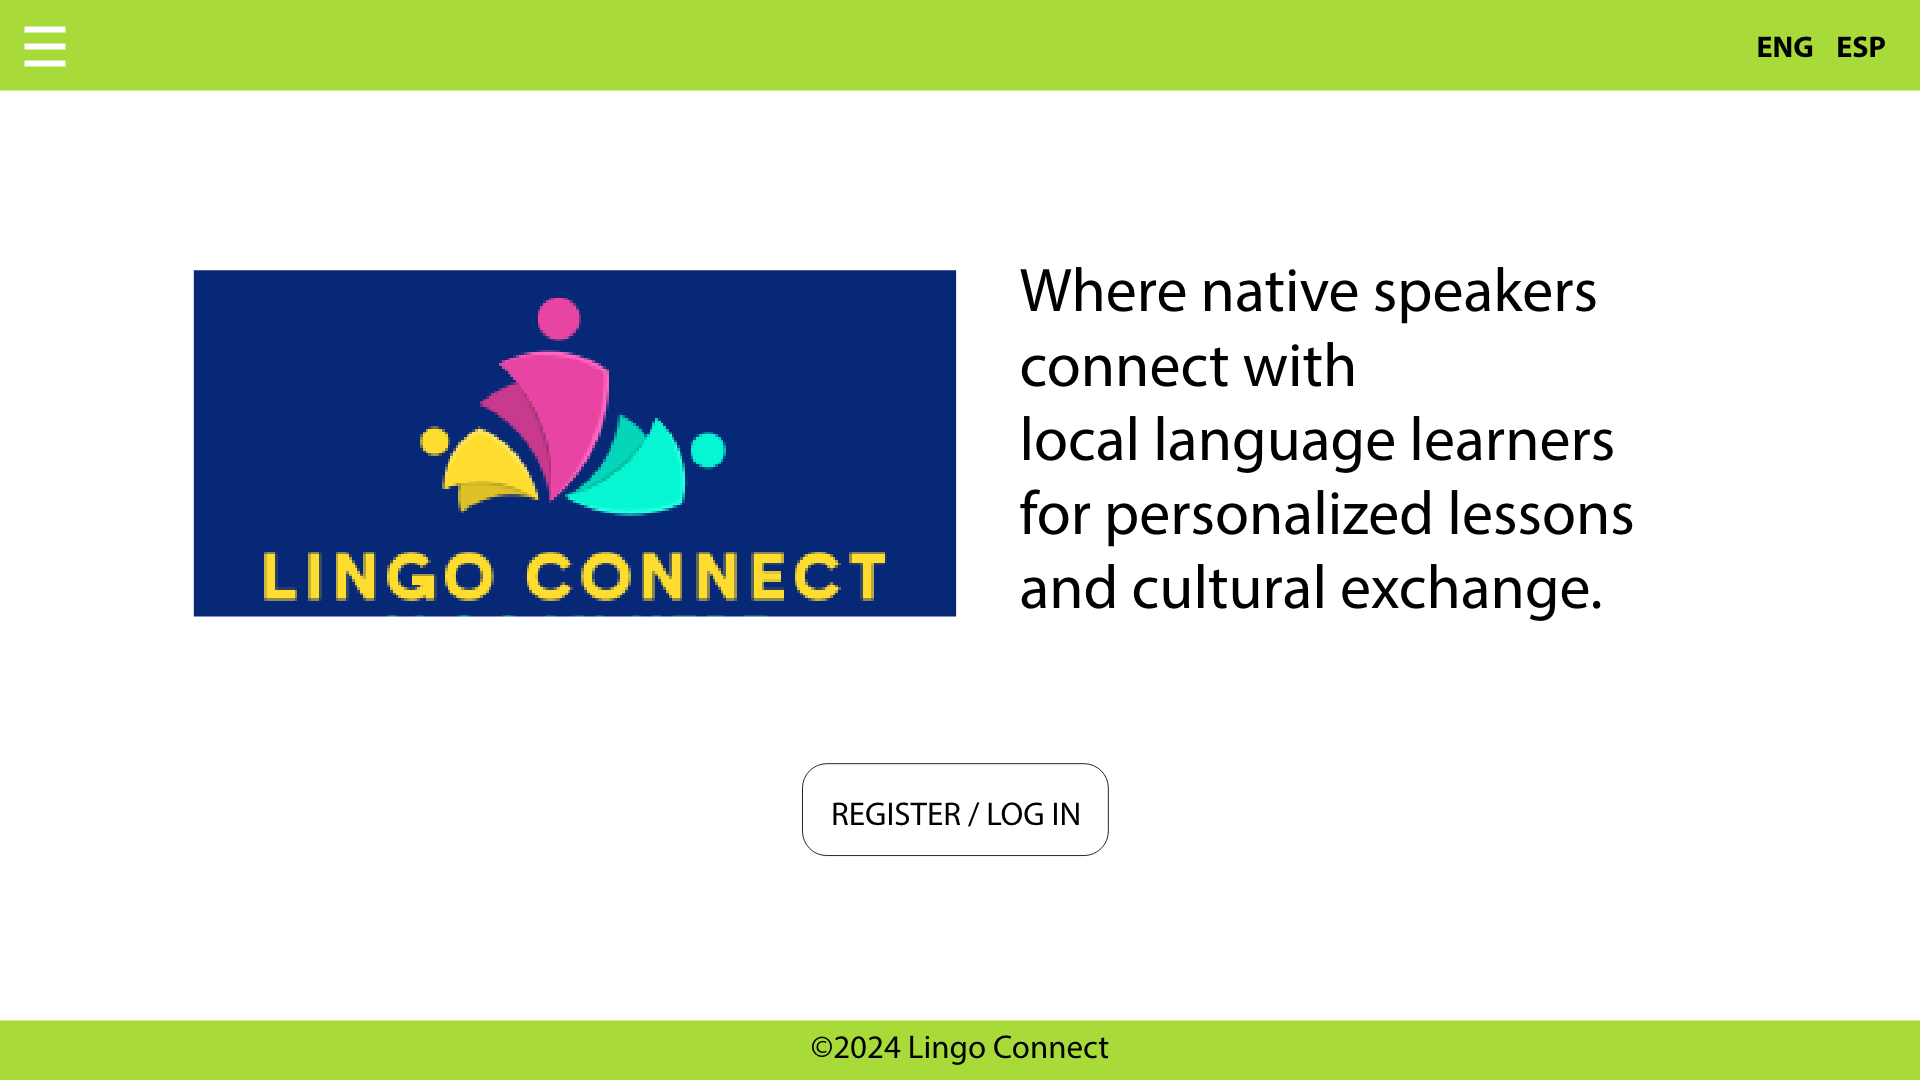 ENG ESP
LINGO CONNECT
Where native speakers
connect with
local language learners
for personalized lessons
and cultural exchange.
REGISTER / LOG IN
©2024 Lingo Connect